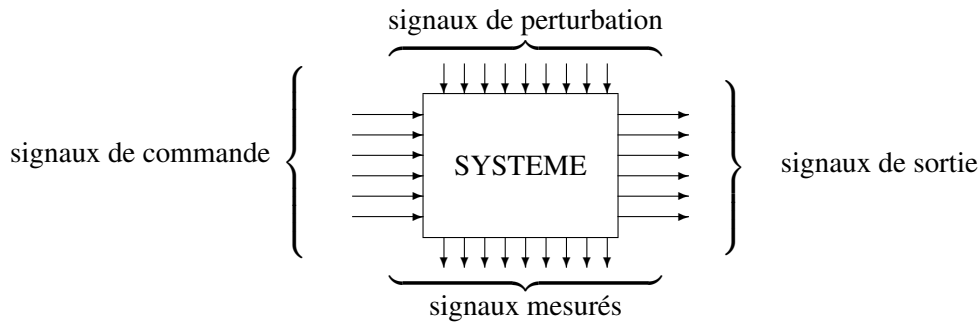 signaux de perturbation
signaux de commande
SYSTEME
signaux de sortie
signaux mesurés